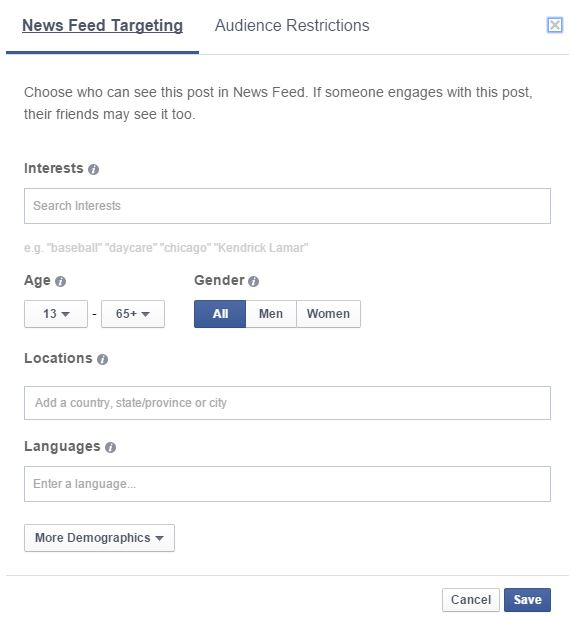 News Feed Targeting Audience Restrictions
Choose who can see this post in News Feed. If someone engages with this post,
their friends may see it too.
Interests
Search Interests
e.g. "baseball" "daycare" "chicago" "Kendrick Lamar"
Age Gender
13 - 65+ All Men Women
Locations
Add a country, state/province or city
Languages
Enter a language...
More Demographics
Cancel Save